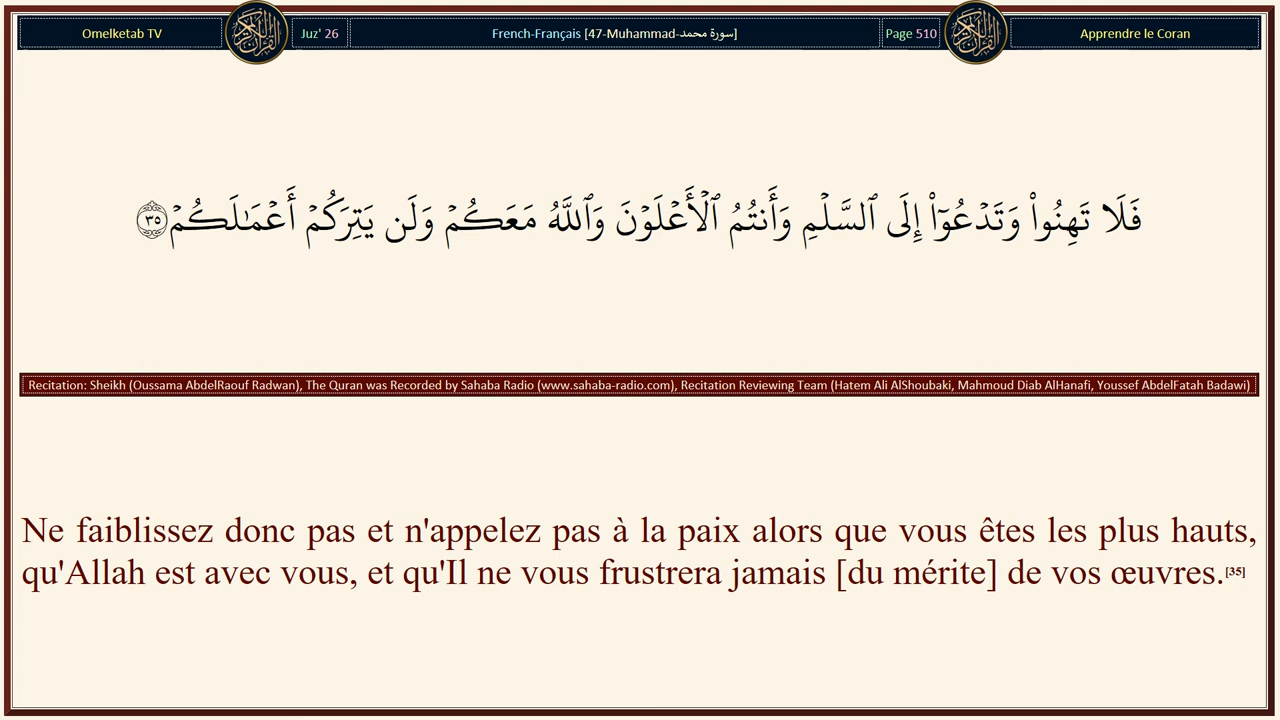 Omelketab TV
Juz' 26
French-Français [47-Muhammad-سورة محمد]
Page 510
Apprendre le Coran
فَلَا تَهِنُوا۟ وَتَدْعُوٓا۟ إِلَى ٱلسَّلْمِ وَأَنتُمُ ٱلْأَعْلَوْنَ وَٱللَّهُ مَعَكُمْ وَلَن يَتِرَكُمْ أَعْمَـٰلَكُمْ ٣٥
Recitation: Sheikh (Oussama AbdelRaouf Radwan), The Quran was Recorded by Sahaba Radio (www.sahaba-radio.com), Recitation Reviewing Team (Hatem Ali AlShoubaki, Mahmoud Diab AlHanafi, Youssef AbdelFatah Badawi)
Ne faiblissez donc pas et n'appelez pas à la paix alors que vous êtes les plus hauts,
qu'Allah est avec vous, et qu'Il ne vous frustrera jamais [du mérite] de vos œuvres.[35]